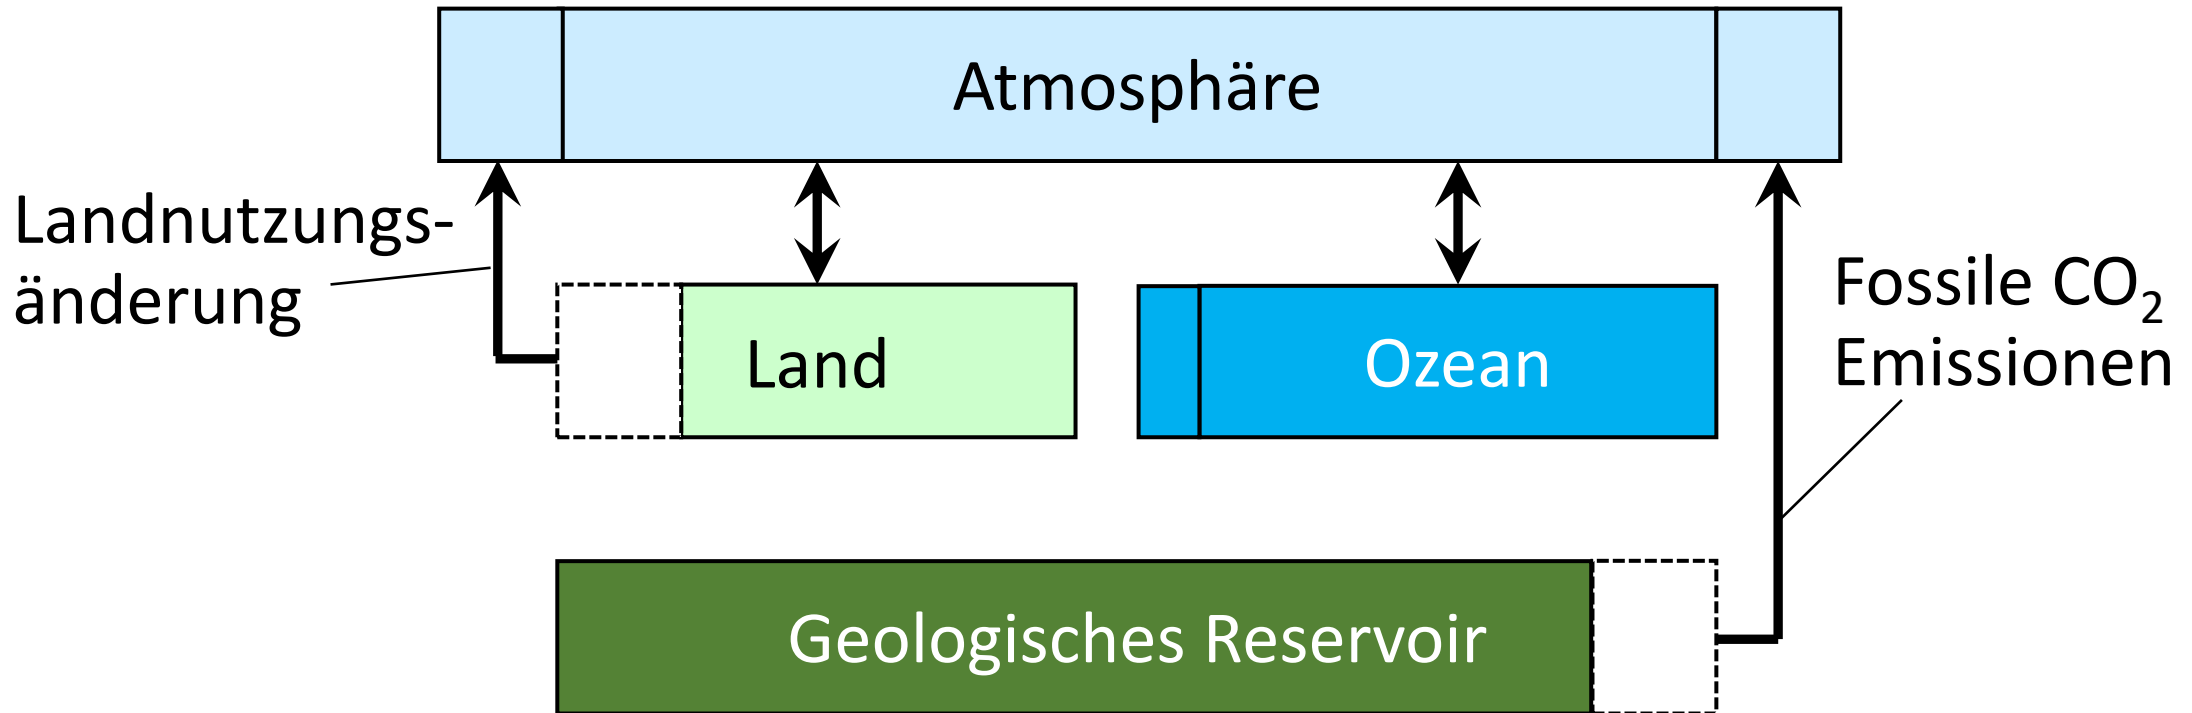 Atmosphäre
Landnutzungs-
änderung
Fossile CO₂
Emissionen
Land
Ozean
Geologisches Reservoir